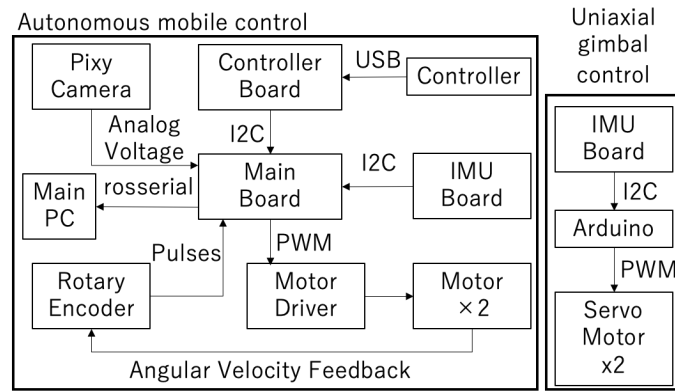 Autonomous mobile control
Uniaxial
gimbal
control
Pixy
Camera
Controller
Board
USB
Controller
Analog
Voltage
I2C
I2C
IMU
Board
Main
PC
rosserial
Main
Board
IMU
Board
I2C
Arduino
Pulses
PWM
PWM
Rotary
Encoder
Motor
Driver
Motor
×2
Servo
Motor
x2
Angular Velocity Feedback